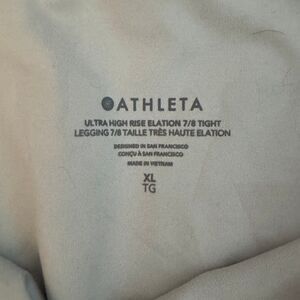 ATHLETA
ULTRA HIGH RISE ELATION 7/8 TIGHT
LEGGING 7/8 TAILLE TRÈS HAUTE ELATION
DESIGNED IN SAN FRANCISCO
CONÇU À SAN FRANCISCO
MADE IN VIETNAM
XL
TG